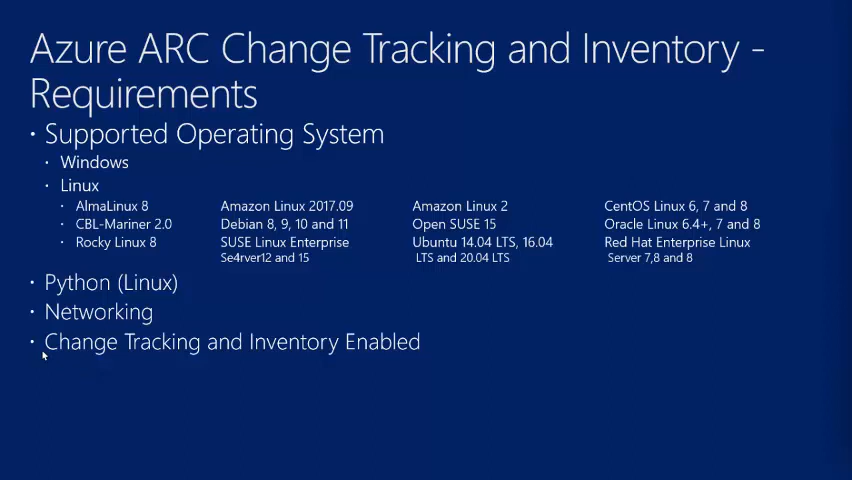 Azure ARC Change Tracking and Inventory -
Requirements
• Supported Operating System
• Windows
• Linux
• AlmaLinux 8 Amazon Linux 2017.09 Amazon Linux 2 CentOS Linux 6, 7 and 8
• CBL-Mariner 2.0 Debian 8, 9, 10 and 11 Open SUSE 15 Oracle Linux 6.4+, 7 and 8
• Rocky Linux 8 SUSE Linux Enterprise Ubuntu 14.04 LTS, 16.04 Red Hat Enterprise Linux
Se4rver12 and 15 LTS and 20.04 LTS Server 7,8 and 8
• Python (Linux)
• Networking
• Change Tracking and Inventory Enabled